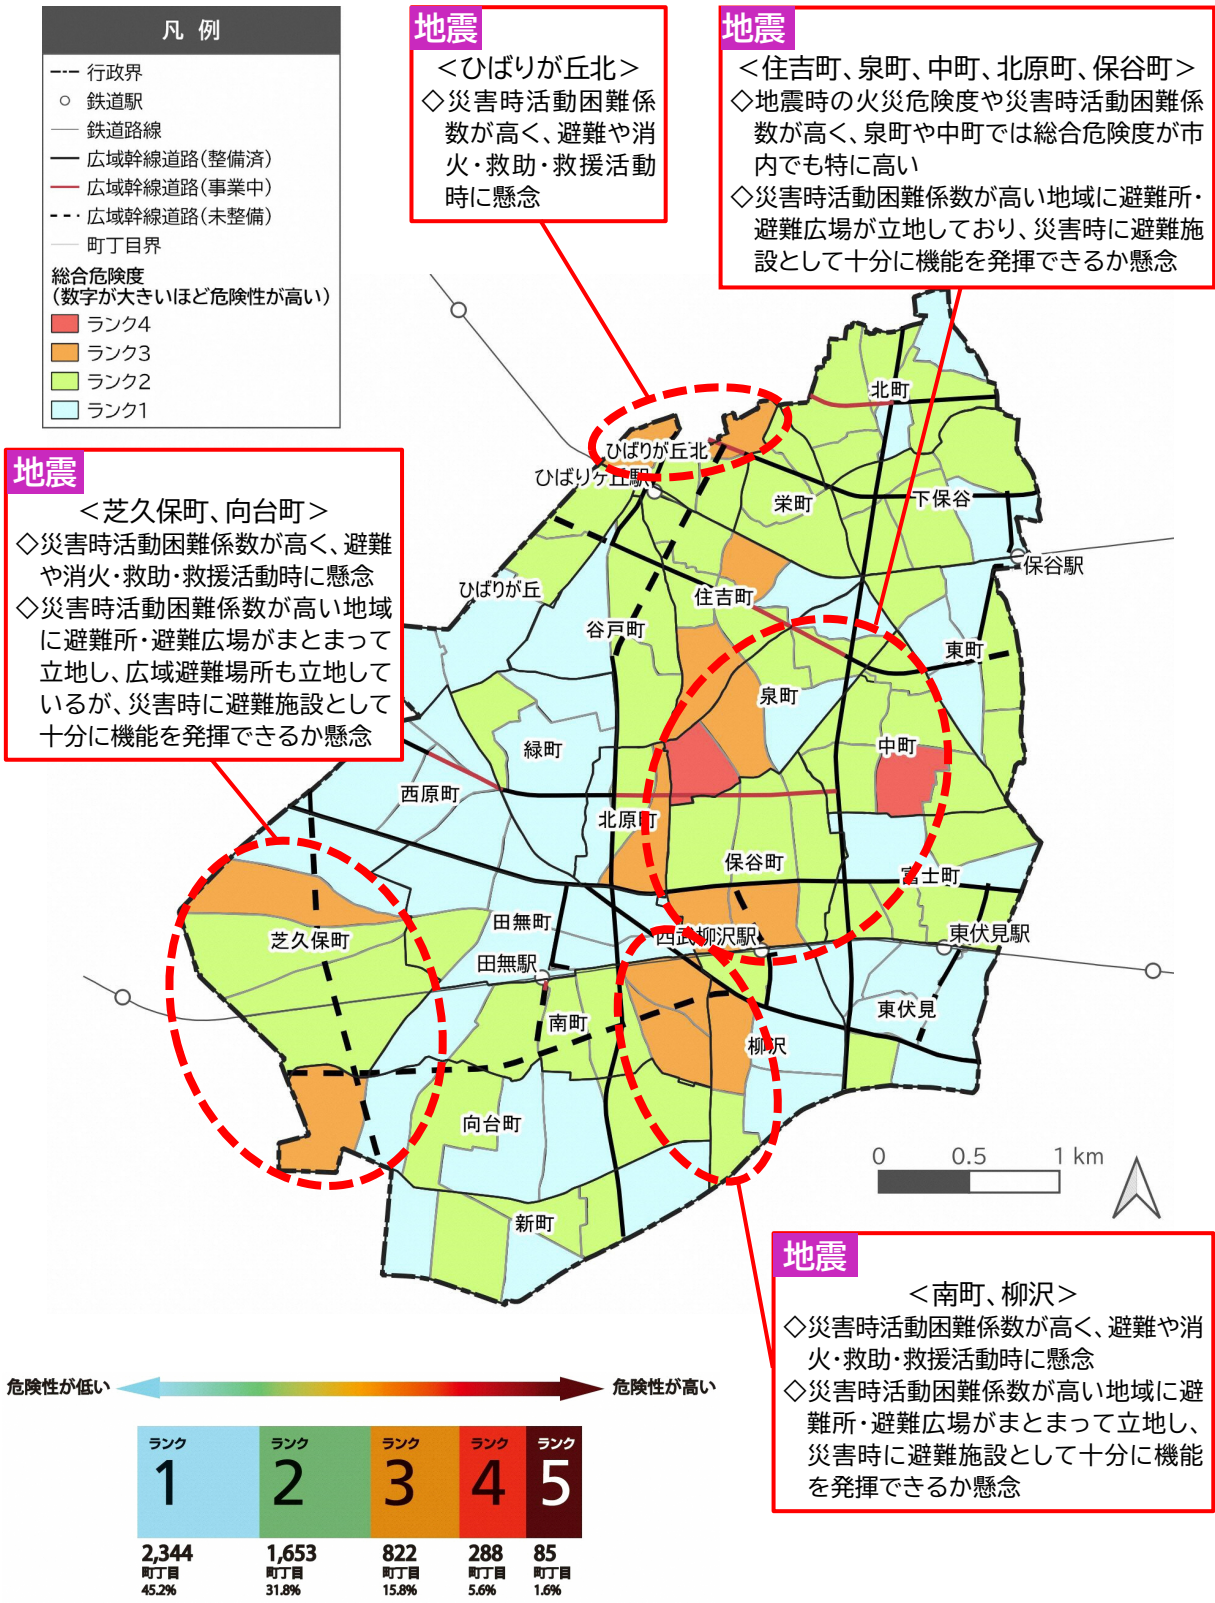 凡 例
行政界
鉄道駅
鉄道路線
広域幹線道路(整備済)
広域幹線道路(事業中)
広域幹線道路(未整備)
町丁目界
総合危険度
(数字が大きいほど危険性が高い)
ランク4
ランク3
ランク2
ランク1
地震
＜ひばりが丘北＞
◇災害時活動困難係
数が高く、避難や消
火・救助・救援活動
時に懸念
地震
＜住吉町、泉町、中町、北原町、保谷町＞
◇地震時の火災危険度や災害時活動困難係
数が高く、泉町や中町では総合危険度が市
内でも特に高い
◇災害時活動困難係数が高い地域に避難所・
避難広場が立地しており、災害時に避難施
設として十分に機能を発揮できるか懸念
地震
＜芝久保町、向台町＞
◇災害時活動困難係数が高く、避難
や消火・救助・救援活動時に懸念
◇災害時活動困難係数が高い地域
に避難所・避難広場がまとまって
立地し、広域避難場所も立地して
いるが、災害時に避難施設として
十分に機能を発揮できるか懸念
北町
ひばりが丘北
ひばりヶ丘駅
栄町
下保谷
保谷駅
ひばりが丘
住吉町
谷戸町
東町
泉町
緑町
中町
西原町
北原町
保谷町
富士町
田無町
芝久保町
西武柳沢駅
東伏見駅
田無駅
南町
東伏見
柳沢
向台町
新町
0 0.5 1 km
地震
＜南町、柳沢＞
◇災害時活動困難係数が高く、避難や消
火・救助・救援活動時に懸念
◇災害時活動困難係数が高い地域に避
難所・避難広場がまとまって立地し、
災害時に避難施設として十分に機能
を発揮できるか懸念
危険性が低い 危険性が高い
ランク ランク ランク ランク ランク
1 2 3 4 5
2,344 1,653 822 288 85
町丁目 町丁目 町丁目 町丁目 町丁目
45.2% 31.8% 15.8% 5.6% 1.6%